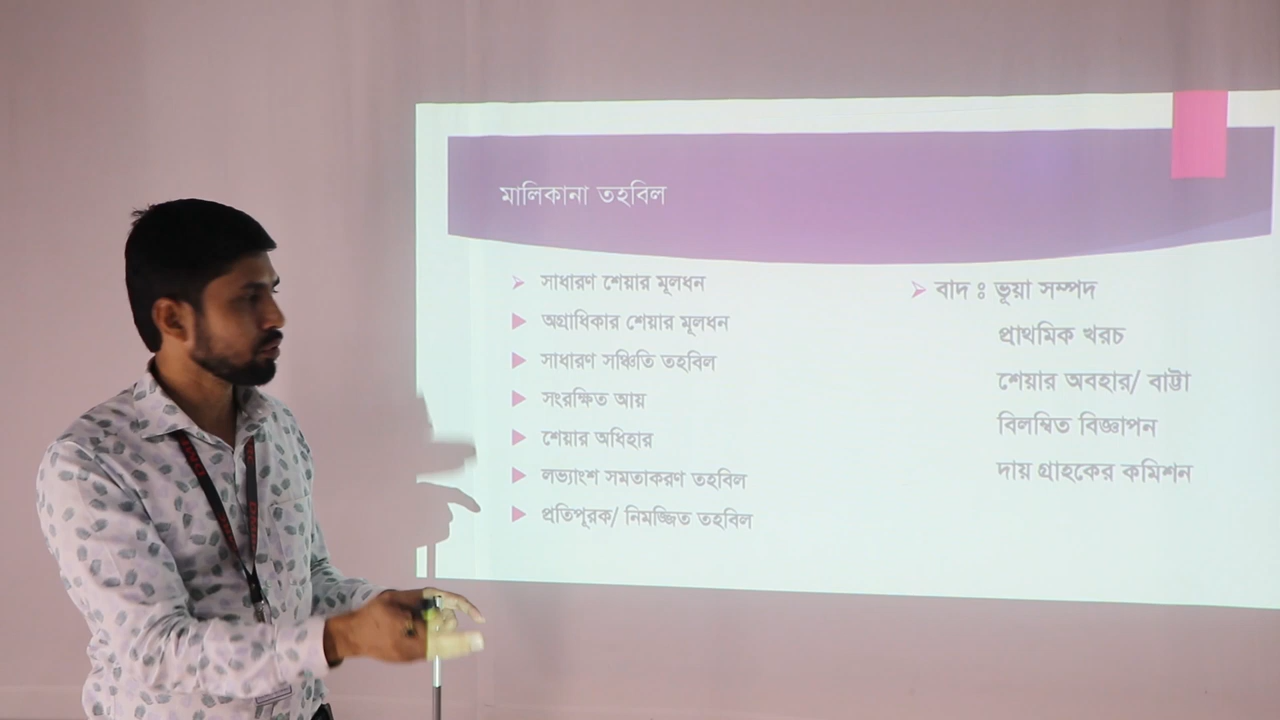 মালিকানা তহবিল
সাধারণ শেয়ার মূলধন
অগ্রাধিকার শেয়ার মূলধন
সাধারণ সঞ্চিতি তহবিল
সংরক্ষিত আয়
শেয়ার অধিহার
লভ্যাংশ সমতাকরণ তহবিল
প্রতিপূরক/ নিমজ্জিত তহবিল
বাদ ঃ ভূয়া সম্পদ
প্রাথমিক খরচ
শেয়ার অবহার/ বাট্টা
বিলম্বিত বিজ্ঞাপন
দায় গ্রাহকের কমিশন